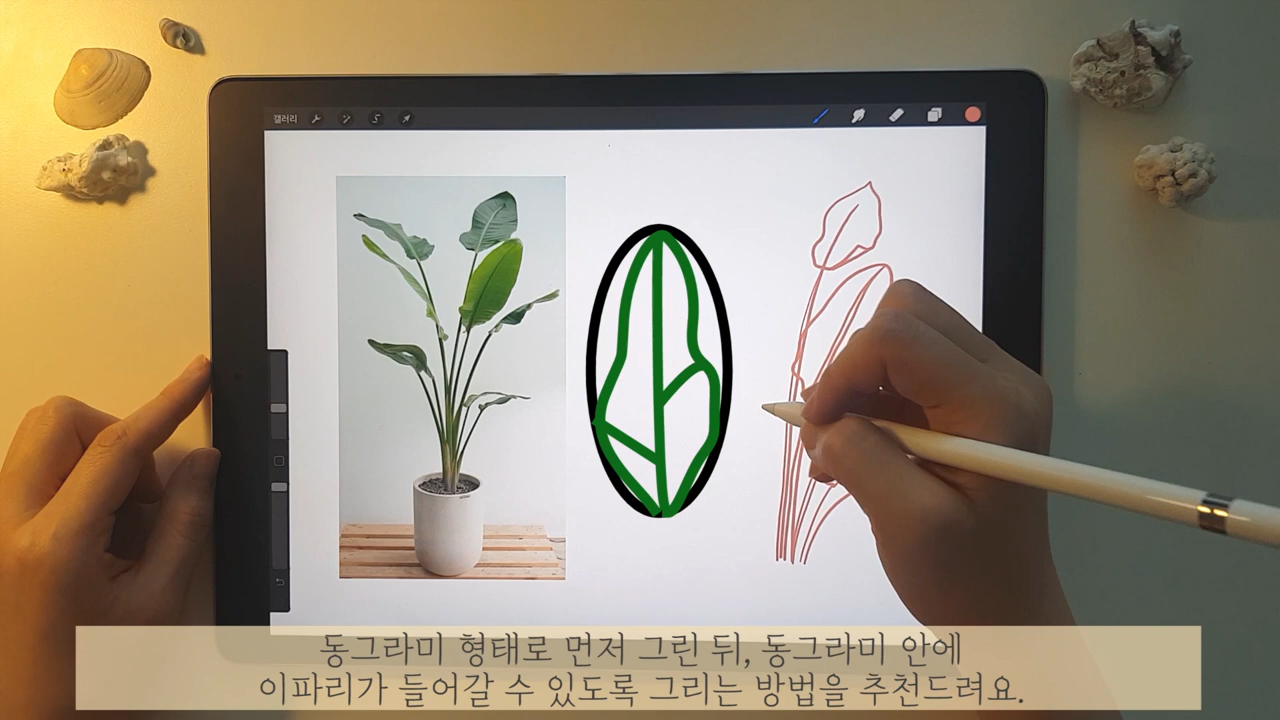 갤러리
동그라미 형태로 먼저 그린 뒤, 동그라미 안에
이파리가 들어갈 수 있도록 그리는 방법을 추천드려요.